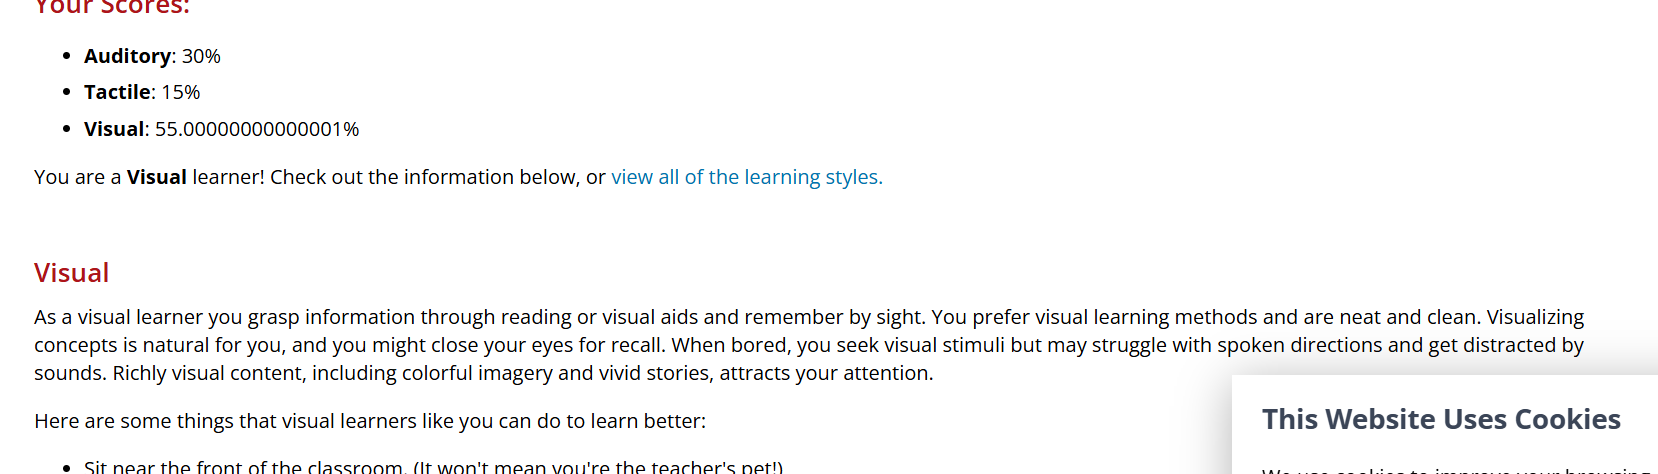 Your Scores:
• Auditory: 30%
• Tactile: 15%
• Visual: 55.00000000000001%
You are a Visual learner! Check out the information below, or view all of the learning styles.
Visual
As a visual learner you grasp information through reading or visual aids and remember by sight. You prefer visual learning methods and are neat and clean. Visualizing
concepts is natural for you, and you might close your eyes for recall. When bored, you seek visual stimuli but may struggle with spoken directions and get distracted by
sounds. Richly visual content, including colorful imagery and vivid stories, attracts your attention.
Here are some things that visual learners like you can do to learn better:
• Sit near the front of the classroom. (It won't mean you're the teacher's pet!)
This Website Uses Cookies
We use cookies to improve your browsing